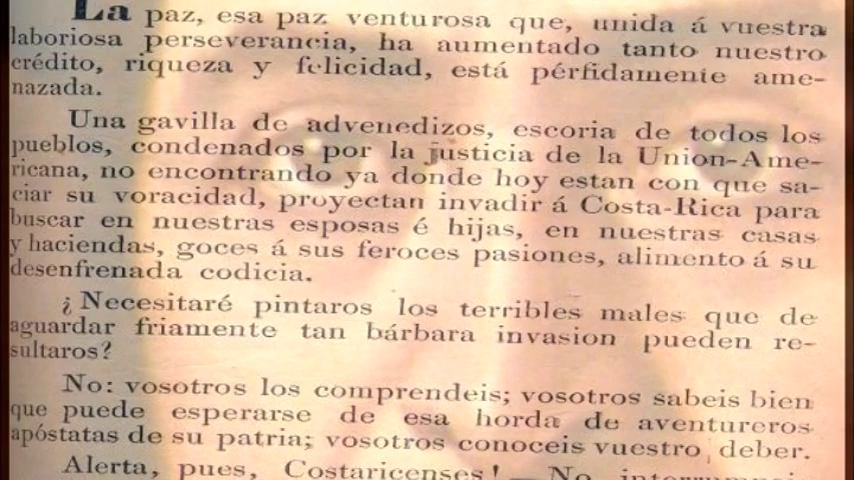 La paz, esa paz venturosa que, unida á vuestra
laboriosa perseverancia, ha aumentado tanto nuestro
crédito, riqueza y felicidad, está pérfidamente ame-
nazada.
Una gavilla de advenedizos, escoria de todos los
pueblos, condenados por la justicia de la Union-Ame-
ricana, no encontrando ya donde hoy estan con que sa-
ciar su voracidad, proyectan invadir á Costa-Rica para
buscar en nuestras esposas é hijas, en nuestras casas
y haciendas, goces á sus feroces pasiones, alimento á su
desenfrenada codicia.
¿Necesitaré pintaros los terribles males que de
aguardar friamente tan bárbara invasion pueden re-
sultaros?
No: vosotros los comprendeis; vosotros sabeis bien
que puede esperarse de esa horda de aventureros
apóstatas de su patria; vosotros conoceis vuestro deber.
Alerta, pues, Costaricenses! — No